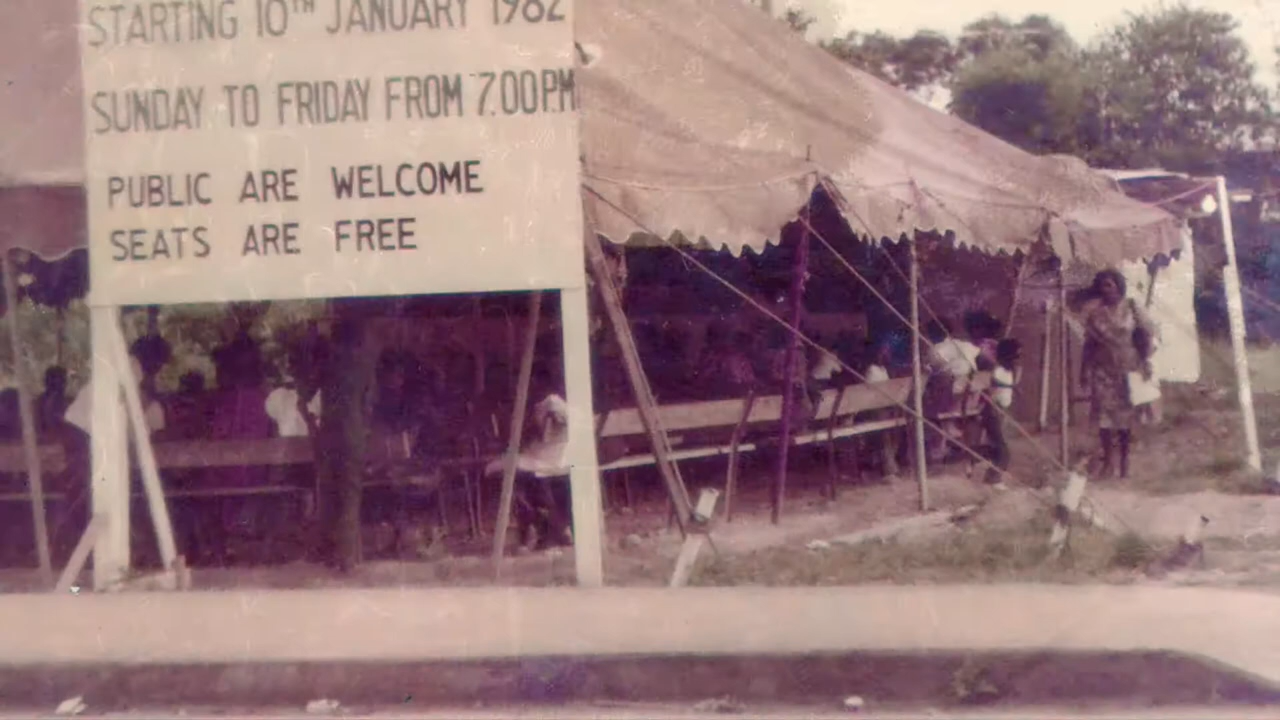 STARTING 10TH JANUARY 1982
SUNDAY TO FRIDAY FROM 7.00PM
PUBLIC ARE WELCOME
SEATS ARE FREE